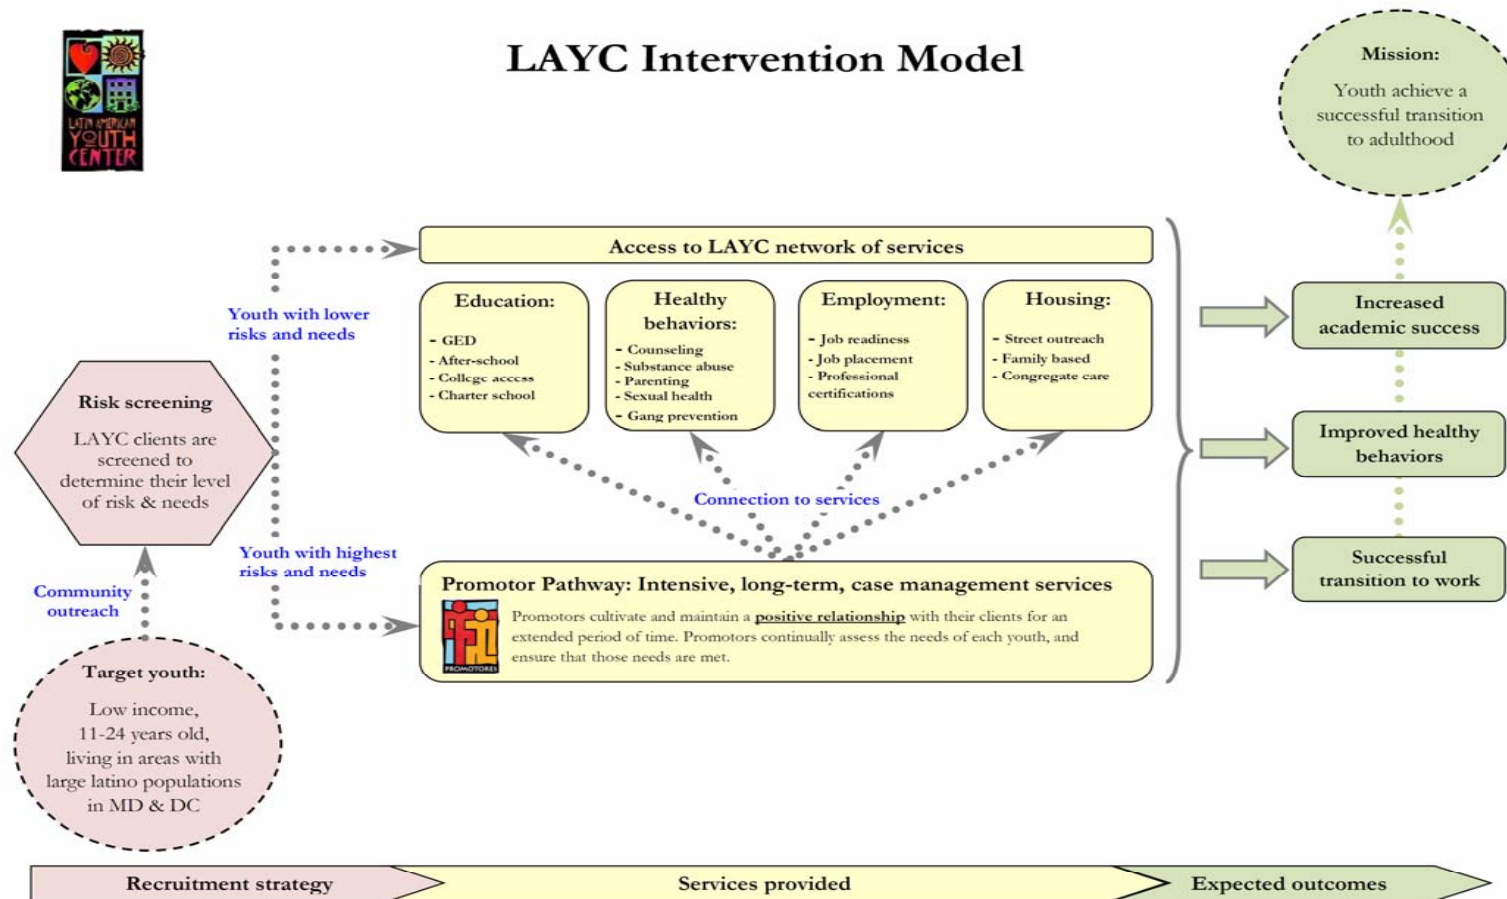 LATIN AMERICAN
YOUTH
CENTER
LAYC Intervention Model
Mission:
Youth achieve a
successful transition
to adulthood
Access to LAYC network of services
Education:
- GED
- After-school
- College access
- Charter school
Healthy
behaviors:
- Counseling
- Substance abuse
- Parenting
- Sexual health
- Gang prevention
Employment:
- Job readiness
- Job placement
- Professional
certifications
Housing:
- Street outreach
- Family based
- Congregate care
Youth with lower
risks and needs
Risk screening
LAYC clients are
screened to
determine their level
of risk & needs
Youth with highest
risks and needs
Community
outreach
Target youth:
Low income,
11-24 years old,
living in areas with
large latino populations
in MD & DC
Connection to services
Promotor Pathway: Intensive, long-term, case management services
Promotors cultivate and maintain a positive relationship with their clients for an
extended period of time. Promotors continually assess the needs of each youth, and
ensure that those needs are met.
PROMOTORES
Increased
academic success
Improved healthy
behaviors
Successful
transition to work
Recruitment strategy
Services provided
Expected outcomes